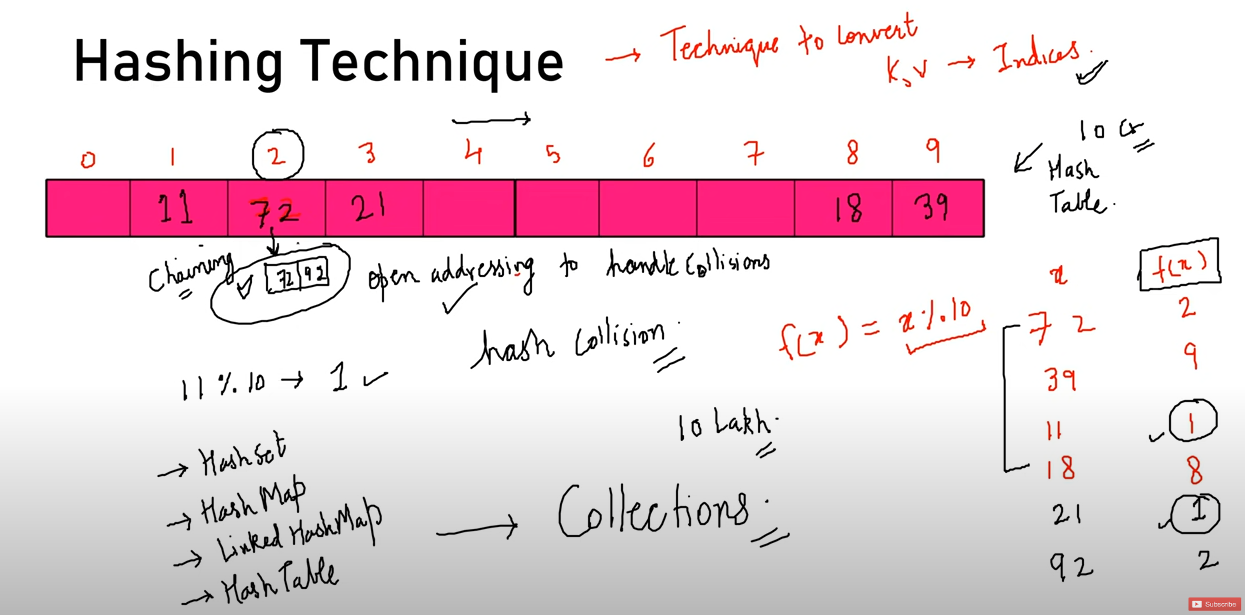 Hashing Technique → Technique to convert
K, V → Indices.
10 Cr
Hash
Table.
0 1 2 3 4 5 6 7 8 9
11 72 21 18 39
Chaining 72 92 open addressing to handle collisions
x f(x)
hash collision. f(x) = x%10
72 2
39 9
11%10 → 1
11 1
18 8
21 1
92 2
10 Lakh.
→ HashSet
→ HashMap
→ Linked HashMap → Collections.
→ HashTable
Subscribe